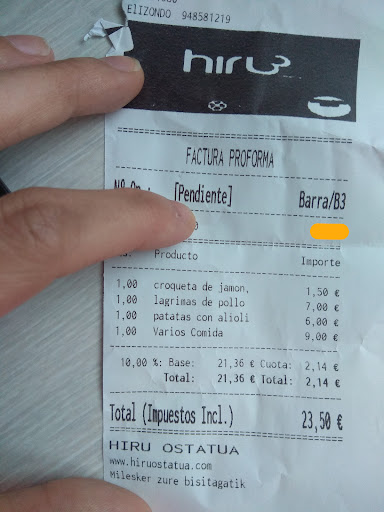 ElIZONDO 948581219
hiru3
FACTURA PROFORMA
[Pendiente] Barra/B3
Producto Importe
1,00 croqueta de jamon, 1,50 €
1,00 lagrimas de pollo 7,00 €
1,00 patatas con alioli 6,00 €
1,00 Varios Comida 9,00 €
10,00 %: Base: 21,36 € Cuota: 2,14 €
Total: 21,36 € Total: 2,14 €
Total (Impuestos Incl.) 23,50 €
HIRU OSTATUA
www.hiruostatua.com
Milesker zure bisitagatik